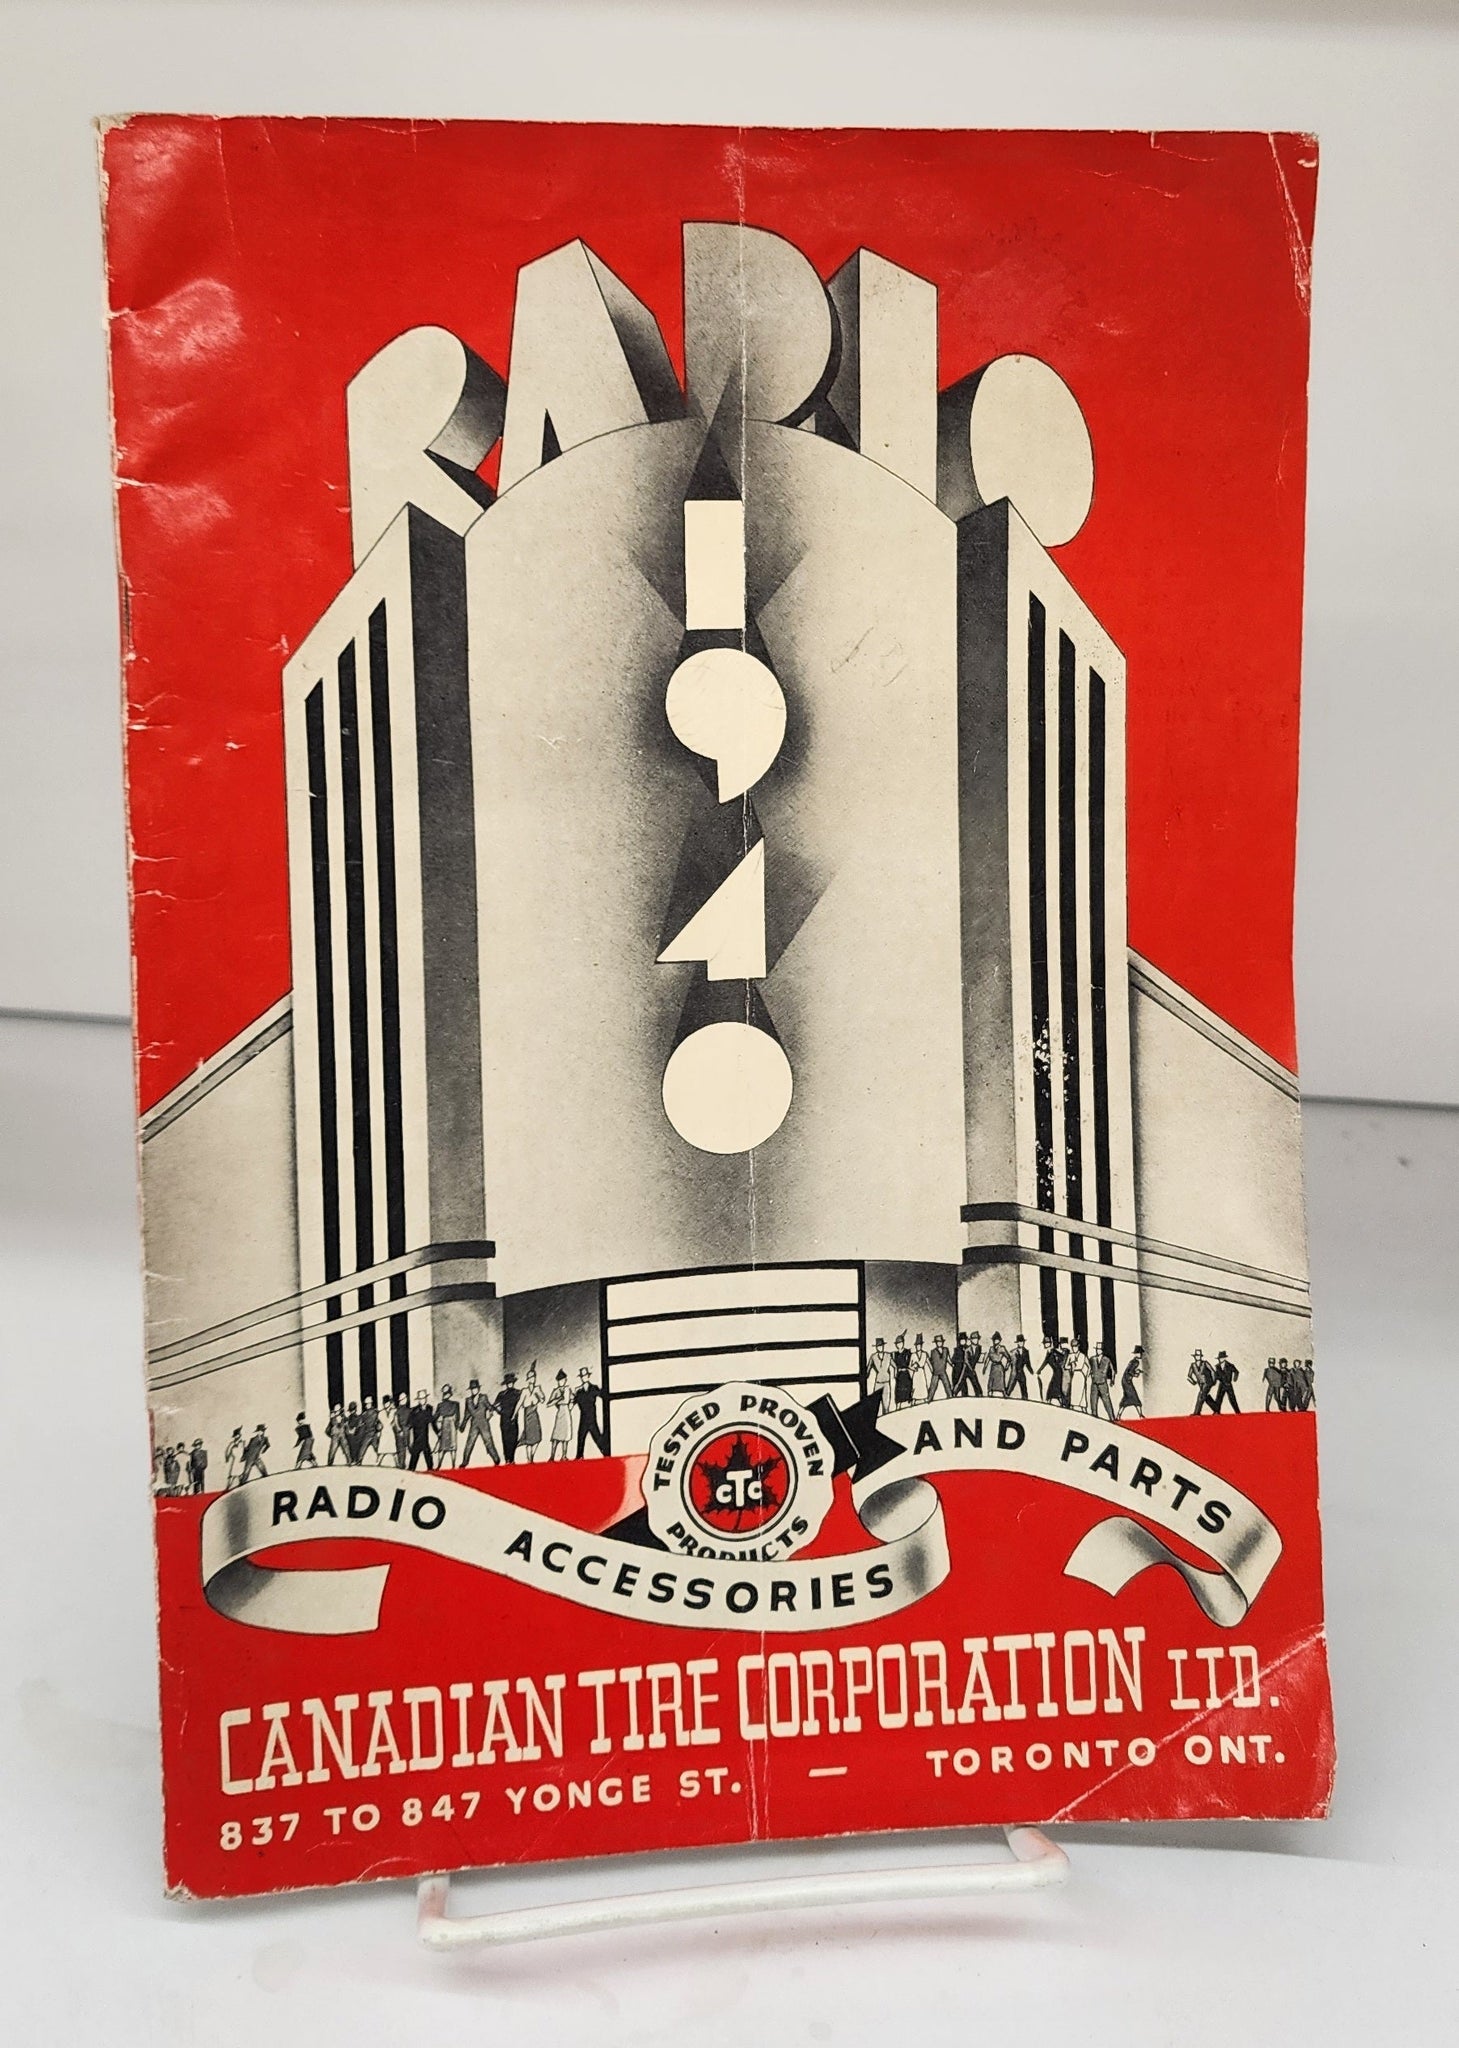 RADIO
1940
TESTED PROVEN
CTC
PRODUCTS
RADIO ACCESSORIES AND PARTS
CANADIAN TIRE CORPORATION LTD.
837 TO 847 YONGE ST. — TORONTO ONT.